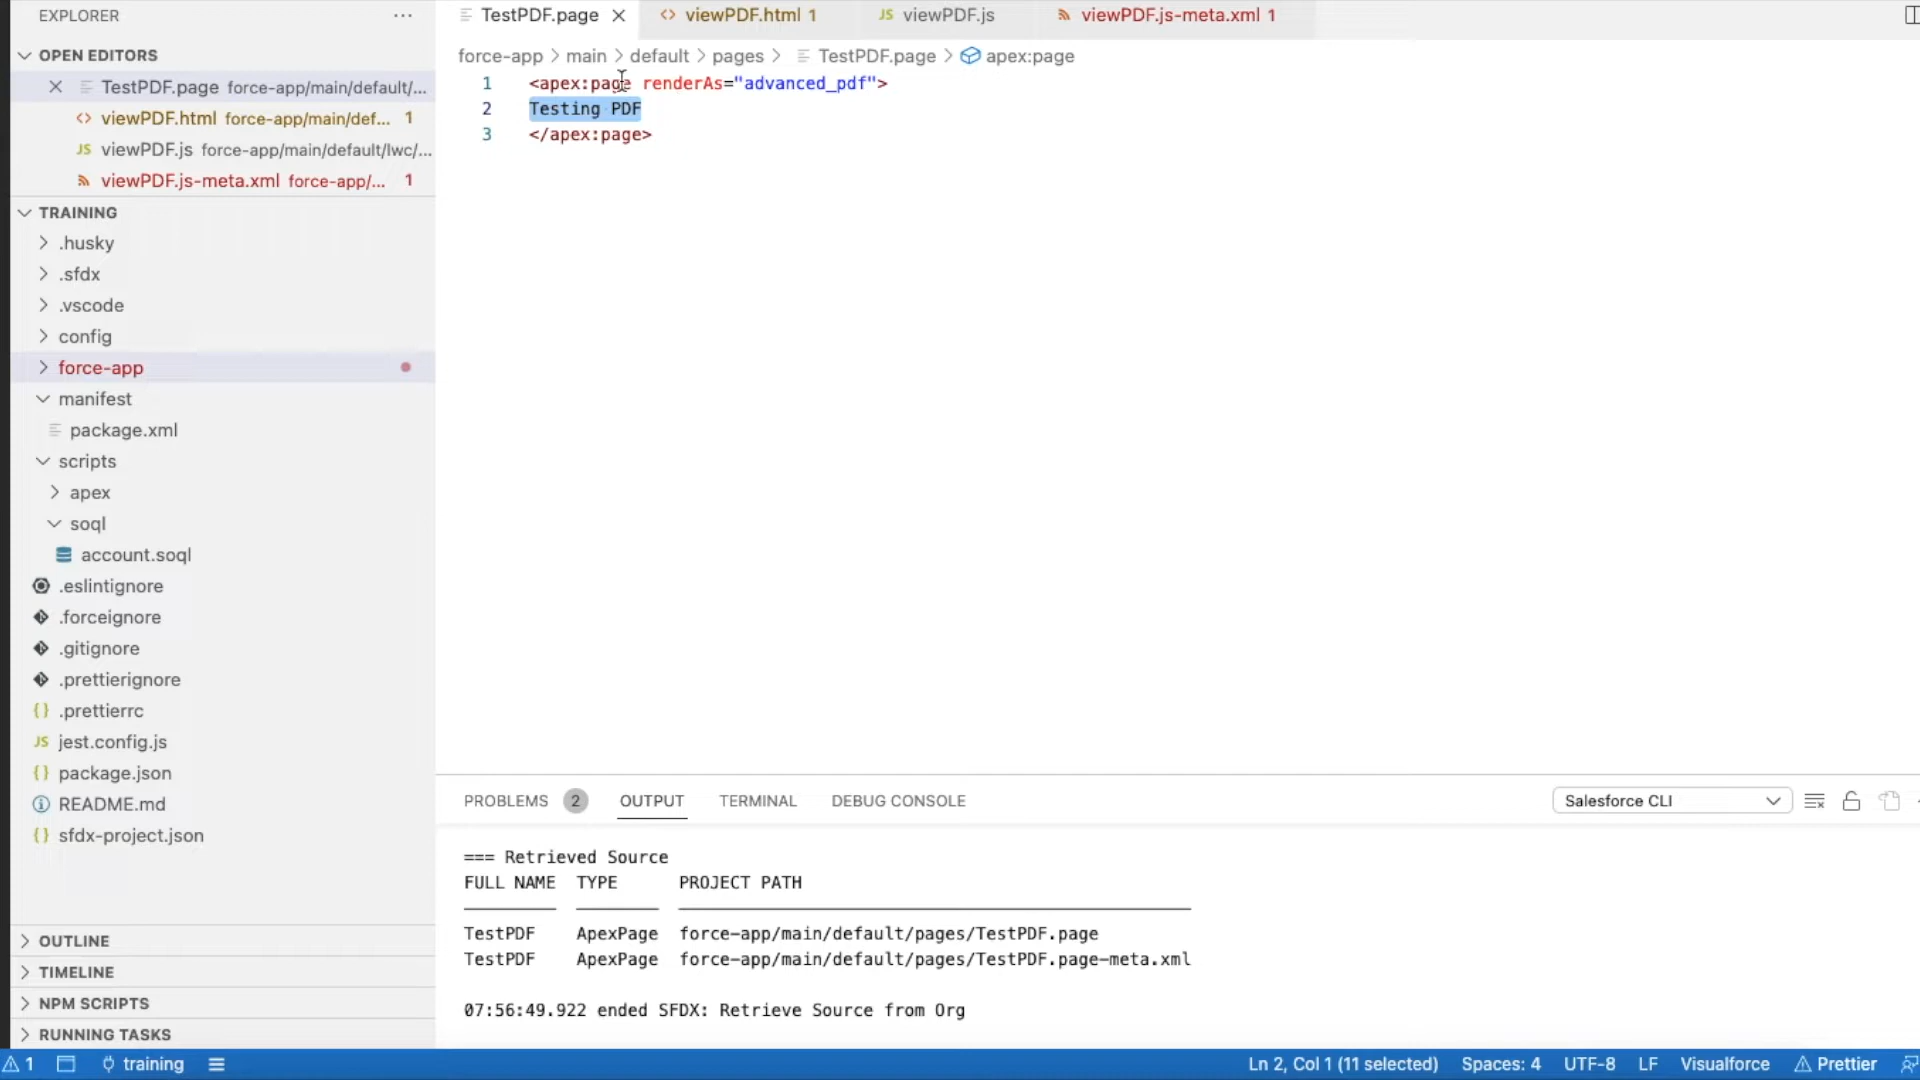 EXPLORER
OPEN EDITORS
TestPDF.page force-app/main/default/...
viewPDF.html force-app/main/def... 1
viewPDF.js force-app/main/default/lwc/...
viewPDF.js-meta.xml force-app/... 1
TRAINING
.husky
.sfdx
.vscode
config
force-app
manifest
package.xml
scripts
apex
soql
account.soql
.eslintignore
.forceignore
.gitignore
.prettierignore
.prettierrc
jest.config.js
package.json
README.md
sfdx-project.json
OUTLINE
TIMELINE
NPM SCRIPTS
RUNNING TASKS
TestPDF.page viewPDF.html 1 JS viewPDF.js viewPDF.js-meta.xml 1
force-app > main > default > pages > TestPDF.page > apex:page
1 <apex:page renderAs="advanced_pdf">
2 Testing PDF
3 </apex:page>
PROBLEMS 2 OUTPUT TERMINAL DEBUG CONSOLE Salesforce CLI
=== Retrieved Source
FULL NAME TYPE PROJECT PATH
TestPDF ApexPage force-app/main/default/pages/TestPDF.page
TestPDF ApexPage force-app/main/default/pages/TestPDF.page-meta.xml
07:56:49.922 ended SFDX: Retrieve Source from Org
1 training Ln 2, Col 1 (11 selected) Spaces: 4 UTF-8 LF Visualforce Prettier